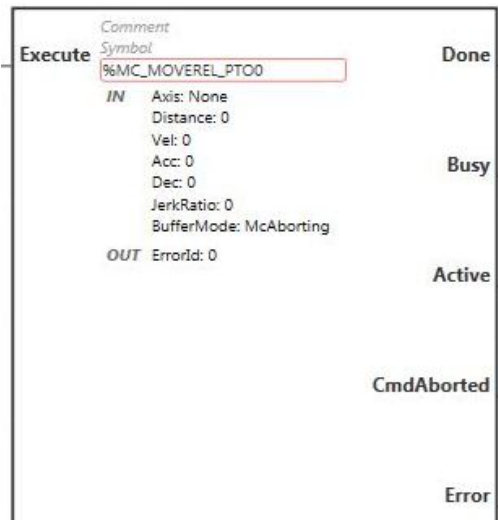 Comment
Execute Symbol Done
%MC_MOVEREL_PTO0
IN Axis: None
Distance: 0
Vel: 0
Acc: 0 Busy
Dec: 0
JerkRatio: 0
BufferMode: McAborting
OUT ErrorId: 0
Active
CmdAborted
Error